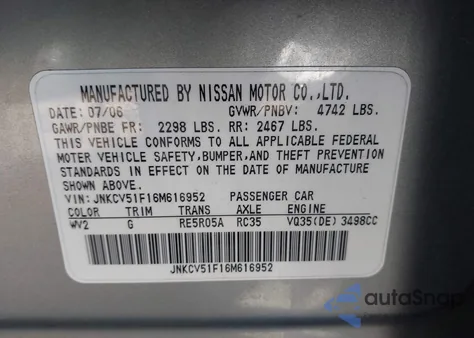 MANUFACTURED BY NISSAN MOTOR CO.,LTD.
DATE: 07/06 GVWR/PNBV: 4742 LBS.
GAWR/PNBE FR: 2298 LBS. RR: 2467 LBS.
THIS VEHICLE CONFORMS TO ALL APPLICABLE FEDERAL
MOTOR VEHICLE SAFETY, BUMPER, AND THEFT PREVENTION
STANDARDS IN EFFECT ON THE DATE OF MANUFACTURE
SHOWN ABOVE.
VIN: JNKCV51F16M616952 PASSENGER CAR
COLOR TRIM TRANS AXLE ENGINE
WV2 G RE5R05A RC35 VQ35(DE) 3498CC
JNKCV51F16M616952
autoSnap